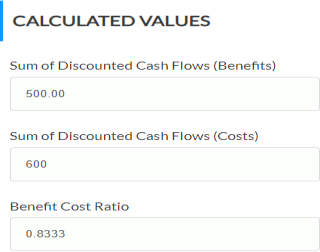 CALCULATED VALUES
Sum of Discounted Cash Flows (Benefits)
500.00
Sum of Discounted Cash Flows (Costs)
600
Benefit Cost Ratio
0.8333